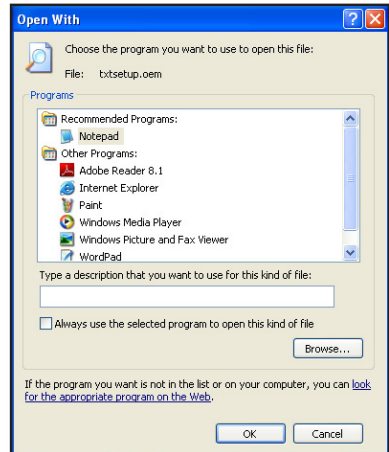 Open With
Choose the program you want to use to open this file:
File: txtsetup.oem
Programs
Recommended Programs:
Notepad
Other Programs:
Adobe Reader 8.1
Internet Explorer
Paint
Windows Media Player
Windows Picture and Fax Viewer
WordPad
Type a description that you want to use for this kind of file:
Always use the selected program to open this kind of file
Browse...
If the program you want is not in the list or on your computer, you can look
for the appropriate program on the Web.
OK Cancel